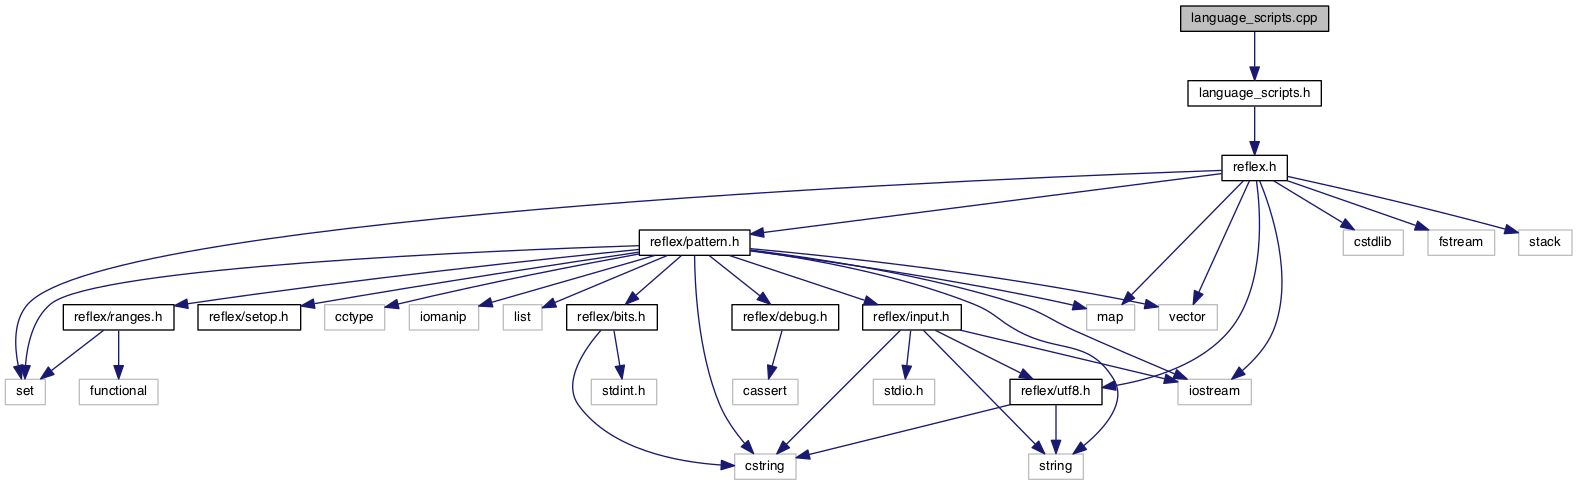 language_scripts.cpp
language_scripts.h
reflex.h
reflex/pattern.h
cstdlib
fstream
stack
reflex/ranges.h
reflex/setop.h
cctype
iomanip
list
reflex/bits.h
reflex/debug.h
reflex/input.h
map
vector
set
functional
stdint.h
cassert
stdio.h
reflex/utf8.h
iostream
cstring
string